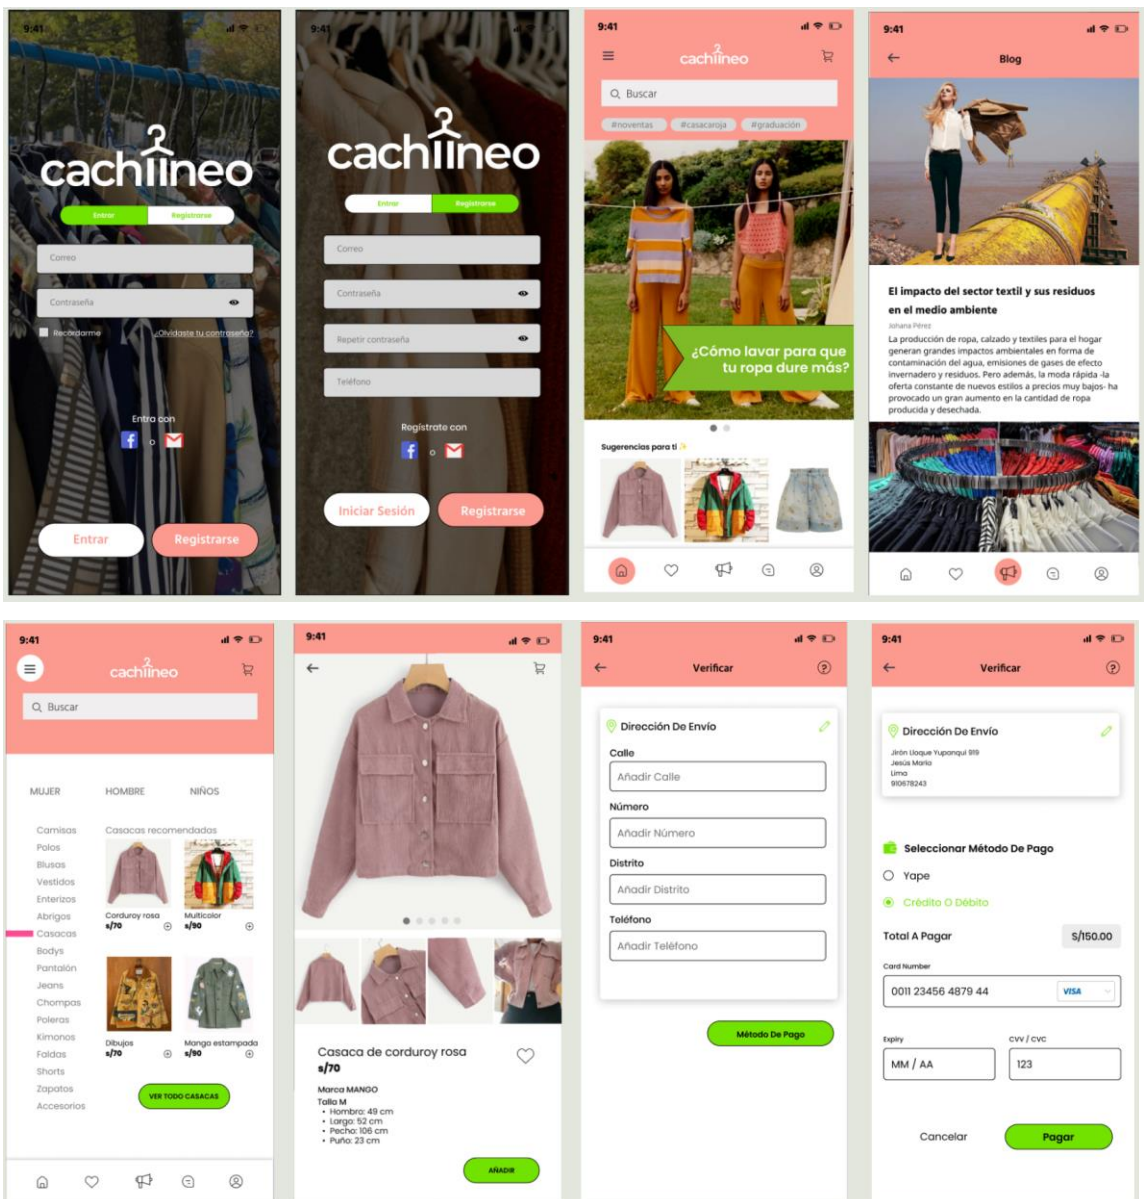 9:41
cachiineo
Entrar
Registrarse
Correo
Contraseña
Recordarme
¿Olvidaste tu contraseña?
Entra con
o
Entrar
Registrarse
9:41
cachiineo
Entrar
Registrarse
Correo
Contraseña
Repetir contraseña
Teléfono
Regístrate con
o
Iniciar Sesión
Registrarse
9:41
cachiineo
Buscar
#noventas
#casacaroja
#graduación
¿Cómo lavar para que
tu ropa dure más?
Sugerencias para ti
9:41
Blog
El impacto del sector textil y sus residuos
en el medio ambiente
Johana Pérez
La producción de ropa, calzado y textiles para el hogar
generan grandes impactos ambientales en forma de
contaminación del agua, emisiones de gases de efecto
invernadero y residuos. Pero además, la moda rápida -la
oferta constante de nuevos estilos a precios muy bajos- ha
provocado un gran aumento en la cantidad de ropa
producida y desechada.
9:41
cachiineo
Buscar
MUJER
HOMBRE
NIÑOS
Camisas
Polos
Blusas
Vestidos
Enterizos
Abrigos
Casacas
Bodys
Pantalón
Jeans
Chompas
Poleras
Kimonos
Faldas
Shorts
Zapatos
Accesorios
Casacas recomendadas
Corduroy rosa
s/70
Multicolor
s/90
Dibujos
s/70
Manga estampada
s/90
VER TODO CASACAS
9:41
Casaca de corduroy rosa
s/70
Marca MANGO
Talla M
• Hombro: 49 cm
• Largo: 52 cm
• Pecho: 106 cm
• Puño: 23 cm
AÑADIR
9:41
Verificar
?
Dirección De Envío
Calle
Añadir Calle
Número
Añadir Número
Distrito
Añadir Distrito
Teléfono
Añadir Teléfono
Método De Pago
9:41
Verificar
?
Dirección De Envío
Jirón Lloque Yupanqui 919
Jesús María
Lima
910678243
Seleccionar Método De Pago
Yape
Crédito O Débito
Total A Pagar
S/150.00
Card Number
0011 23456 4879 44
VISA
Expiry
CVV / CVC
MM / AA
123
Cancelar
Pagar